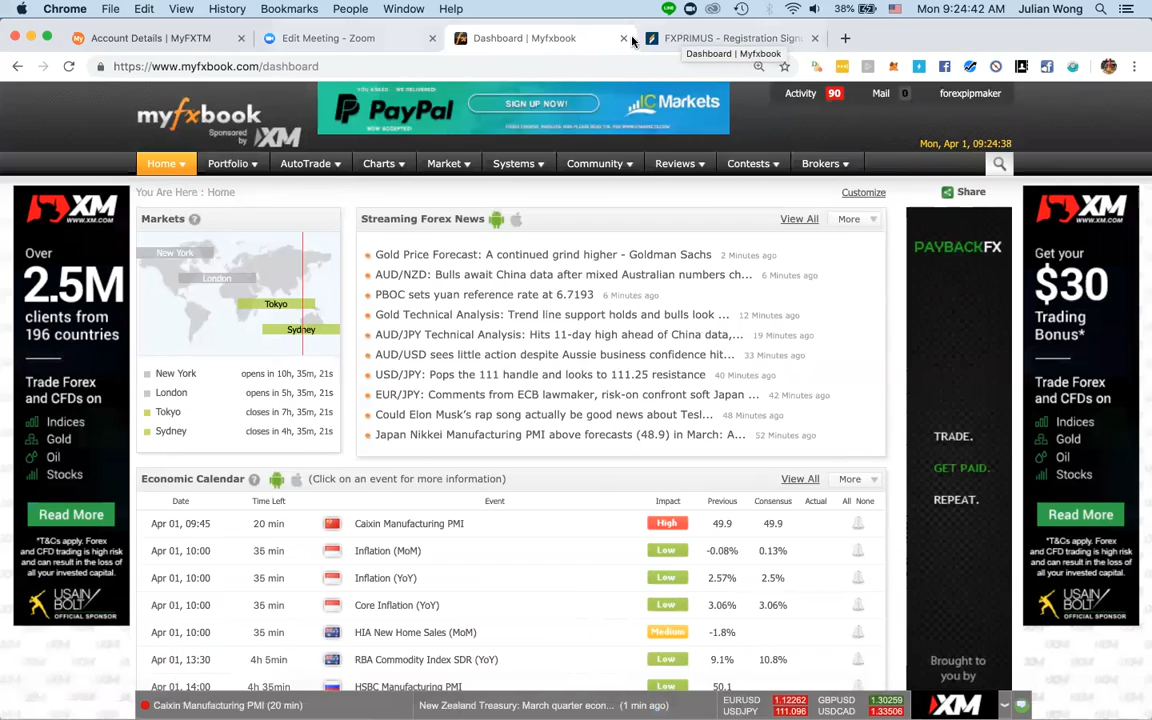 Chrome File Edit View History Bookmarks People Window Help 38% Mon 9:24:42 AM Julian Wong
Account Details | MyFXTM
Edit Meeting - Zoom
Dashboard | Myfxbook
FXPRIMUS - Registration Sign
Dashboard | Myfxbook
https://www.myfxbook.com/dashboard
myfxbook
Sponsored by XM
PayPal
SIGN UP NOW!
IC Markets
Activity 90 Mail 0 forexpipmaker
Mon, Apr 1, 09:24:38
Home Portfolio AutoTrade Charts Market Systems Community Reviews Contests Brokers
You Are Here : Home
Customize
Share
XM
Over
2.5M
clients from
196 countries
Trade Forex
and CFDs on
Indices
Gold
Oil
Stocks
Read More
*T&Cs apply. Forex
and CFD trading is high
risk and can result in the loss of
all your invested capital.
USAIN
BOLT
OFFICIAL SPONSOR
Markets
New York
London
Tokyo
Sydney
New York opens in 10h, 35m, 21s
London opens in 5h, 35m, 21s
Tokyo closes in 7h, 35m, 21s
Sydney closes in 4h, 35m, 21s
Streaming Forex News View All More
Gold Price Forecast: A continued grind higher - Goldman Sachs 2 Minutes ago
AUD/NZD: Bulls await China data after mixed Australian numbers ch... 6 Minutes ago
PBOC sets yuan reference rate at 6.7193 6 Minutes ago
Gold Technical Analysis: Trend line support holds and bulls look ... 12 Minutes ago
AUD/JPY Technical Analysis: Hits 11-day high ahead of China data,... 19 Minutes ago
AUD/USD sees little action despite Aussie business confidence hit... 33 Minutes ago
USD/JPY: Pops the 111 handle and looks to 111.25 resistance 40 Minutes ago
EUR/JPY: Comments from ECB lawmaker, risk-on confront soft Japan ... 42 Minutes ago
Could Elon Musk's rap song actually be good news about Tesl... 48 Minutes ago
Japan Nikkei Manufacturing PMI above forecasts (48.9) in March: A... 52 Minutes ago
Economic Calendar (Click on an event for more information) View All More
Date Time Left Event Impact Previous Consensus Actual All None
Apr 01, 09:45 20 min Caixin Manufacturing PMI High 49.9 49.9
Apr 01, 10:00 35 min Inflation (MoM) Low -0.08% 0.13%
Apr 01, 10:00 35 min Inflation (YoY) Low 2.57% 2.5%
Apr 01, 10:00 35 min Core Inflation (YoY) Low 3.06% 3.06%
Apr 01, 10:00 35 min HIA New Home Sales (MoM) Medium -1.8%
Apr 01, 13:30 4h 5min RBA Commodity Index SDR (YoY) Low 9.1% 10.8%
Apr 01, 14:00 4h 35min HSBC Manufacturing PMI Low 50.1
PAYBACKFX
TRADE.
GET PAID.
REPEAT.
Brought to
you by
XM
XM
Get your
$30
Trading
Bonus*
Trade Forex
and CFDs on
Indices
Gold
Oil
Stocks
Read More
*T&Cs apply. Forex
and CFD trading is high
risk and can result in the loss
of all your invested capital.
USAIN
BOLT
OFFICIAL SPONSOR
Caixin Manufacturing PMI (20 min)
New Zealand Treasury: March quarter econ... (1 min ago)
EURUSD 1.12262 GBPUSD 1.30259
USDJPY 111.096 USDCAD 1.33506